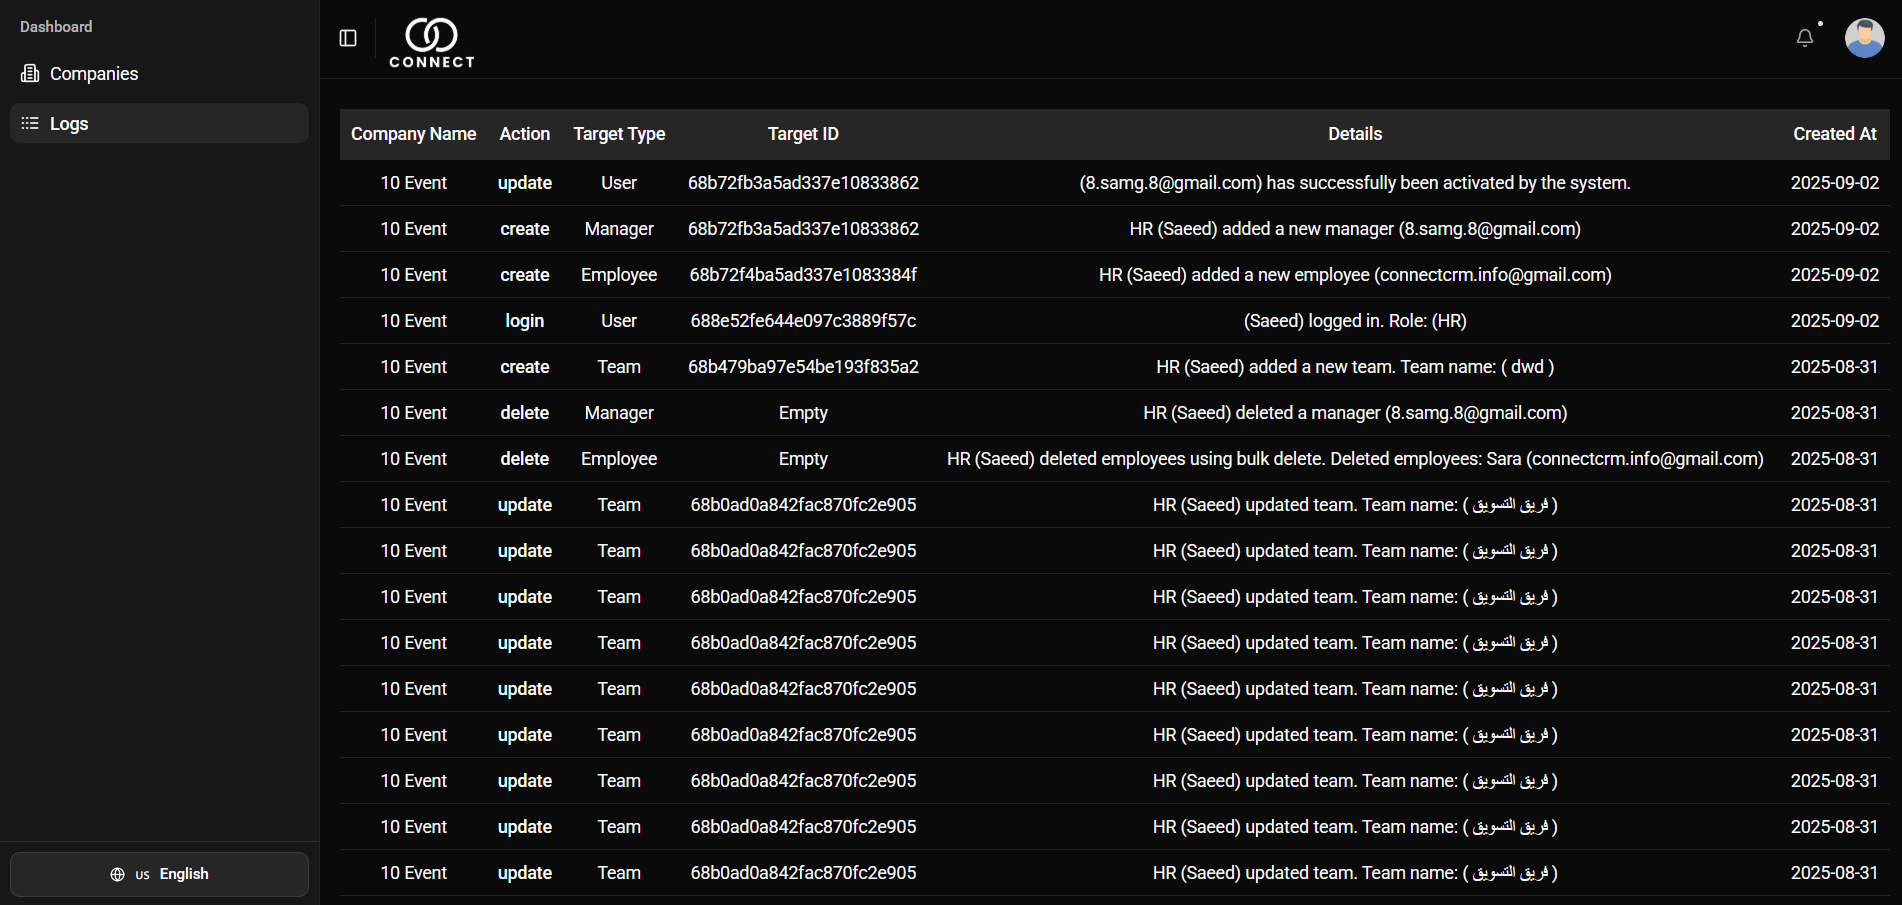 Dashboard
Companies
Logs
CONNECT
Company Name Action Target Type Target ID Details Created At
10 Event update User 68b72fb3a5ad337e10833862 (8.samg.8@gmail.com) has successfully been activated by the system. 2025-09-02
10 Event create Manager 68b72fb3a5ad337e10833862 HR (Saeed) added a new manager (8.samg.8@gmail.com) 2025-09-02
10 Event create Employee 68b72f4ba5ad337e1083384f HR (Saeed) added a new employee (connectcrm.info@gmail.com) 2025-09-02
10 Event login User 688e52fe644e097c3889f57c (Saeed) logged in. Role: (HR) 2025-09-02
10 Event create Team 68b479ba97e54be193f835a2 HR (Saeed) added a new team. Team name: ( dwd ) 2025-08-31
10 Event delete Manager Empty HR (Saeed) deleted a manager (8.samg.8@gmail.com) 2025-08-31
10 Event delete Employee Empty HR (Saeed) deleted employees using bulk delete. Deleted employees: Sara (connectcrm.info@gmail.com) 2025-08-31
10 Event update Team 68b0ad0a842fac870fc2e905 HR (Saeed) updated team. Team name: ( فريق التسويق ) 2025-08-31
10 Event update Team 68b0ad0a842fac870fc2e905 HR (Saeed) updated team. Team name: ( فريق التسويق ) 2025-08-31
10 Event update Team 68b0ad0a842fac870fc2e905 HR (Saeed) updated team. Team name: ( فريق التسويق ) 2025-08-31
10 Event update Team 68b0ad0a842fac870fc2e905 HR (Saeed) updated team. Team name: ( فريق التسويق ) 2025-08-31
10 Event update Team 68b0ad0a842fac870fc2e905 HR (Saeed) updated team. Team name: ( فريق التسويق ) 2025-08-31
10 Event update Team 68b0ad0a842fac870fc2e905 HR (Saeed) updated team. Team name: ( فريق التسويق ) 2025-08-31
10 Event update Team 68b0ad0a842fac870fc2e905 HR (Saeed) updated team. Team name: ( فريق التسويق ) 2025-08-31
10 Event update Team 68b0ad0a842fac870fc2e905 HR (Saeed) updated team. Team name: ( فريق التسويق ) 2025-08-31
10 Event update Team 68b0ad0a842fac870fc2e905 HR (Saeed) updated team. Team name: ( فريق التسويق ) 2025-08-31
us English